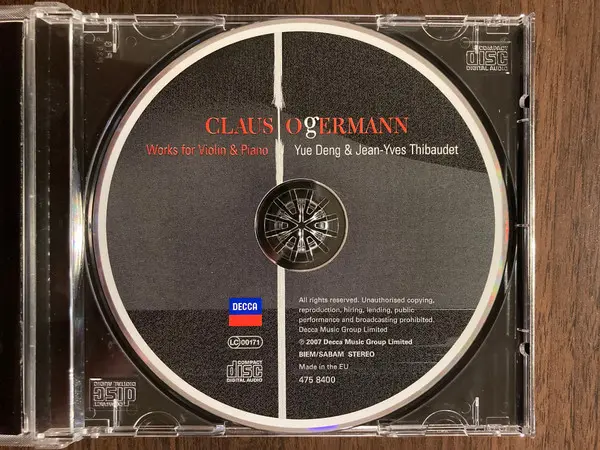 COMPACT
disc
DIGITAL AUDIO
CLAUS OgERMANN
Works for Violin & Piano
Yue Deng & Jean-Yves Thibaudet
DECCA
All rights reserved. Unauthorised copying,
reproduction, hiring, lending, public
performance and broadcasting prohibited.
Decca Music Group Limited
LC 00171
℗ 2007 Decca Music Group Limited
BIEM/SABAM STEREO
COMPACT
disc
DIGITAL AUDIO
Made in the EU
475 8400
COMPACT
disc
DIGITAL AUDIO